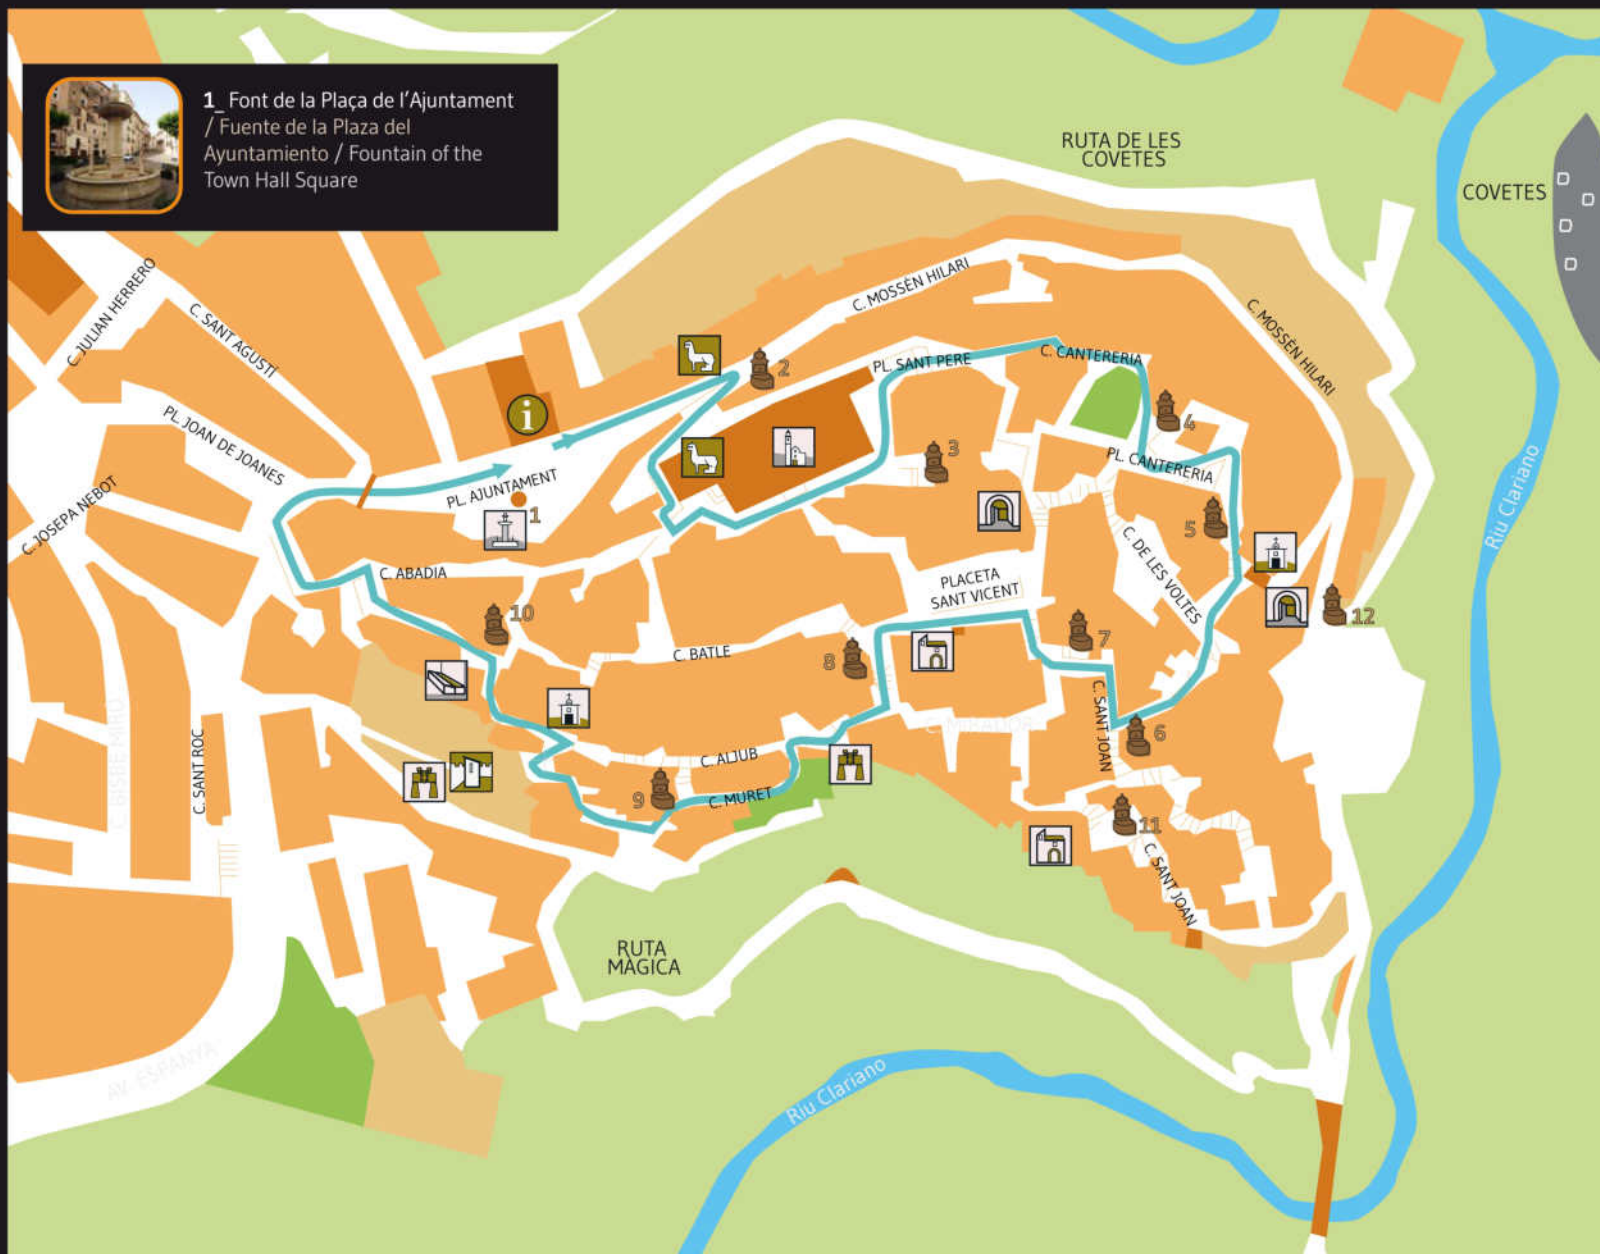 1_ Font de la Plaça de l'Ajuntament
/ Fuente de la Plaza del
Ayuntamiento / Fountain of the
Town Hall Square
RUTA DE LES
COVETES
COVETES
C. JULIAN HERRERO
C. SANT AGUSTÍ
C. MOSSÈN HILARI
C. MOSSÈN HILARI
2
PL. SANT PERE
C. CANTERERIA
i
PL. JOAN DE JOANES
3
4
PL. CANTERERIA
C. JOSEPA NEBOT
PL. AJUNTAMENT
1
5
Riu Clariano
C. DE LES VOLTES
C. ABADIA
PLACETA
SANT VICENT
10
12
7
C. BATLE
8
C. SANT JOAN
6
C. MIRADOR
C. BISBE MIRÓ
C. SANT ROC
C. ALJUB
C. MURET
9
11
C. SANT JOAN
RUTA
MÀGICA
AV. ESPANYA
Riu Clariano